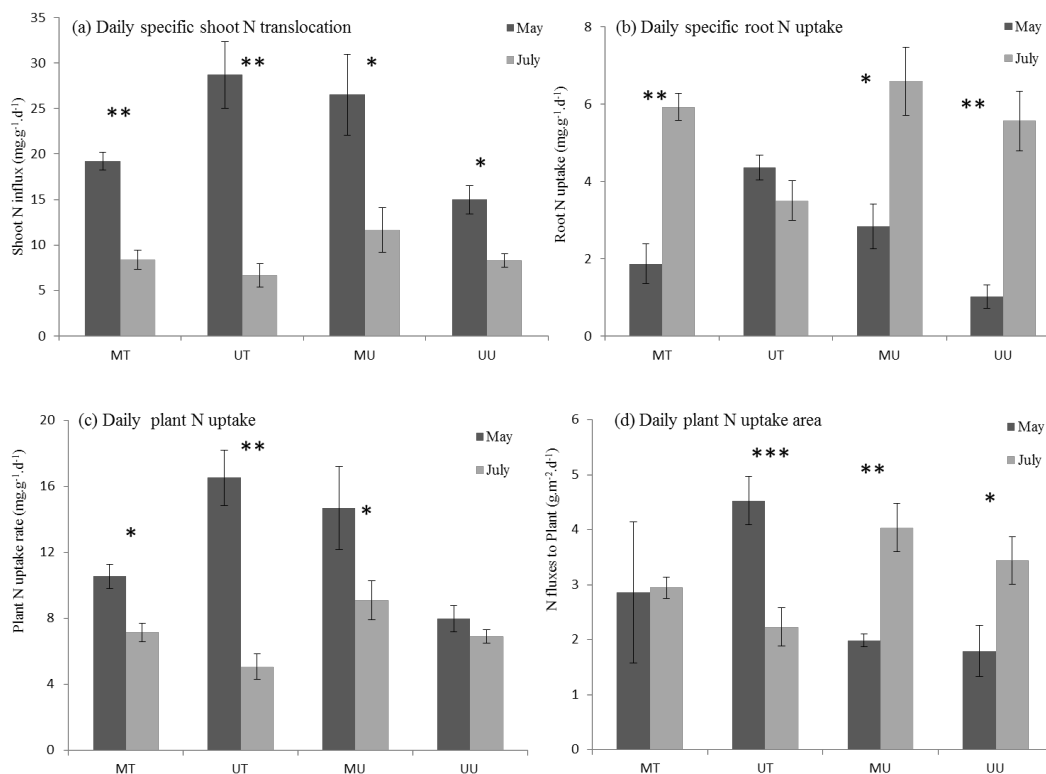 (a) Daily specific shoot N translocation
May
July
Shoot N influx (mg.g⁻¹.d⁻¹)
35
30
25
20
15
10
5
0
**
**
*
*
MT
UT
MU
UU
(b) Daily specific root N uptake
May
July
Root N uptake (mg.g⁻¹.d⁻¹)
8
6
4
2
0
**
*
**
MT
UT
MU
UU
(c) Daily plant N uptake
May
July
Plant N uptake rate (mg.g⁻¹.d⁻¹)
20
16
12
8
4
0
*
**
*
MT
UT
MU
UU
(d) Daily plant N uptake area
May
July
N fluxes to Plant (g.m⁻².d⁻¹)
6
5
4
3
2
1
0
***
**
*
MT
UT
MU
UU